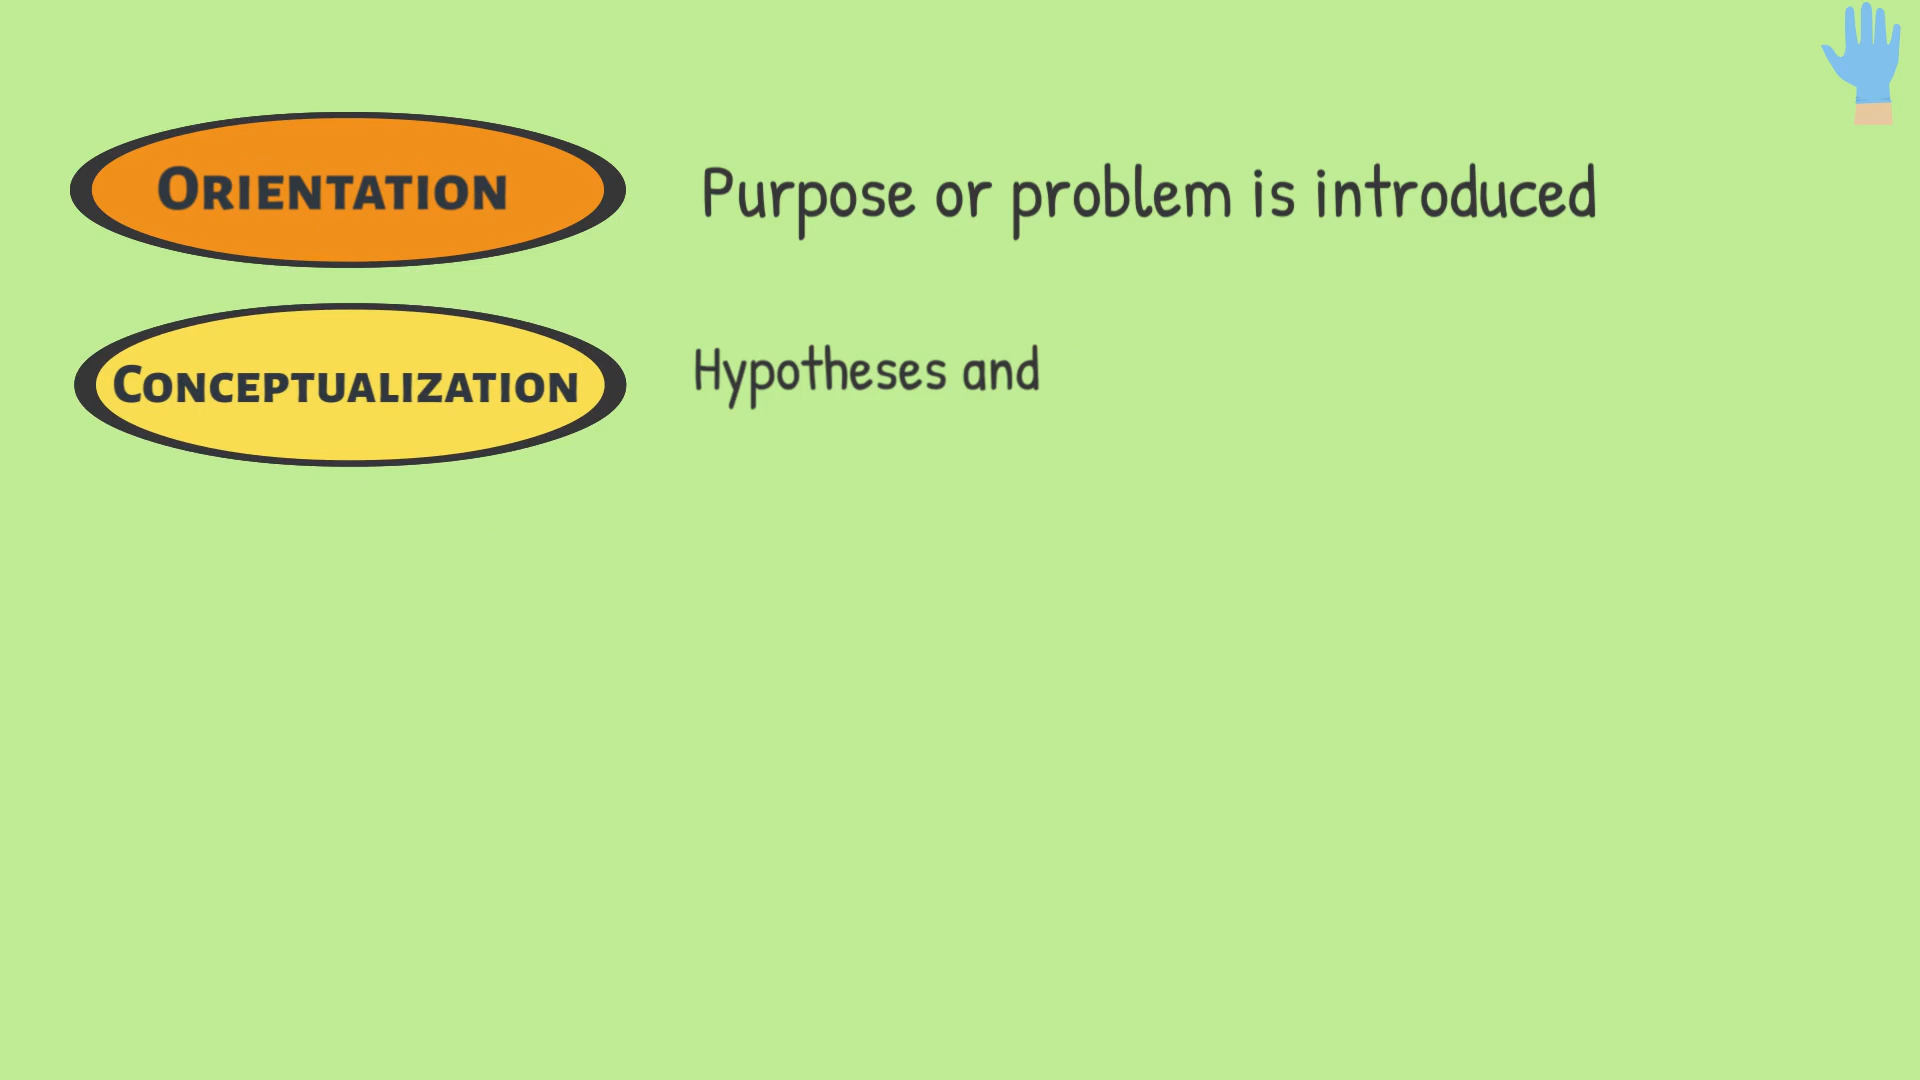 Orientation
Purpose or problem is introduced
Conceptualization
Hypotheses and